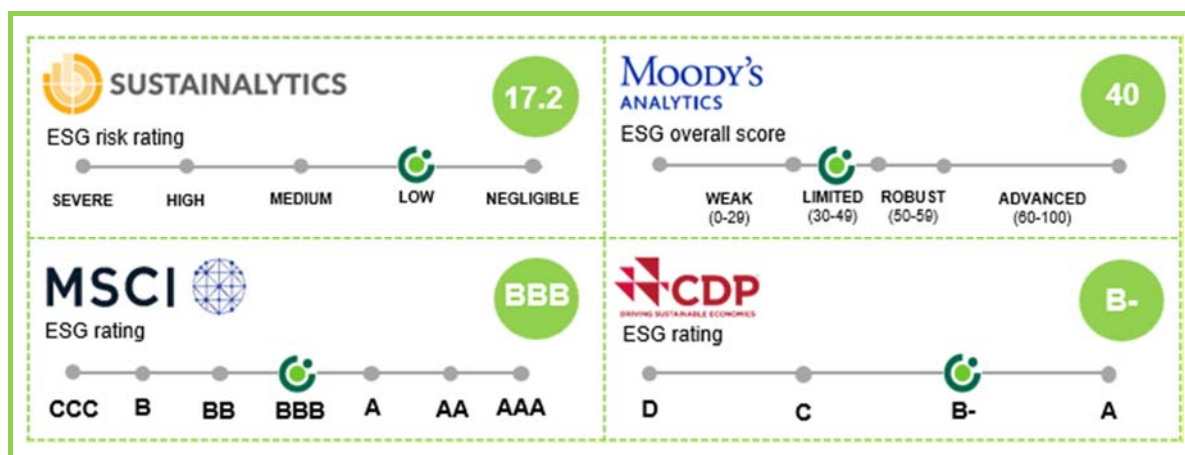 SUSTAINALYTICS
17.2
ESG risk rating
SEVERE HIGH MEDIUM LOW NEGLIGIBLE
MOODY'S
ANALYTICS
40
ESG overall score
WEAK LIMITED ROBUST ADVANCED
(0-29) (30-49) (50-59) (60-100)
MSCI
BBB
ESG rating
CCC B BB BBB A AA AAA
CDP
DRIVING SUSTAINABLE ECONOMIES
B-
ESG rating
D C B- A